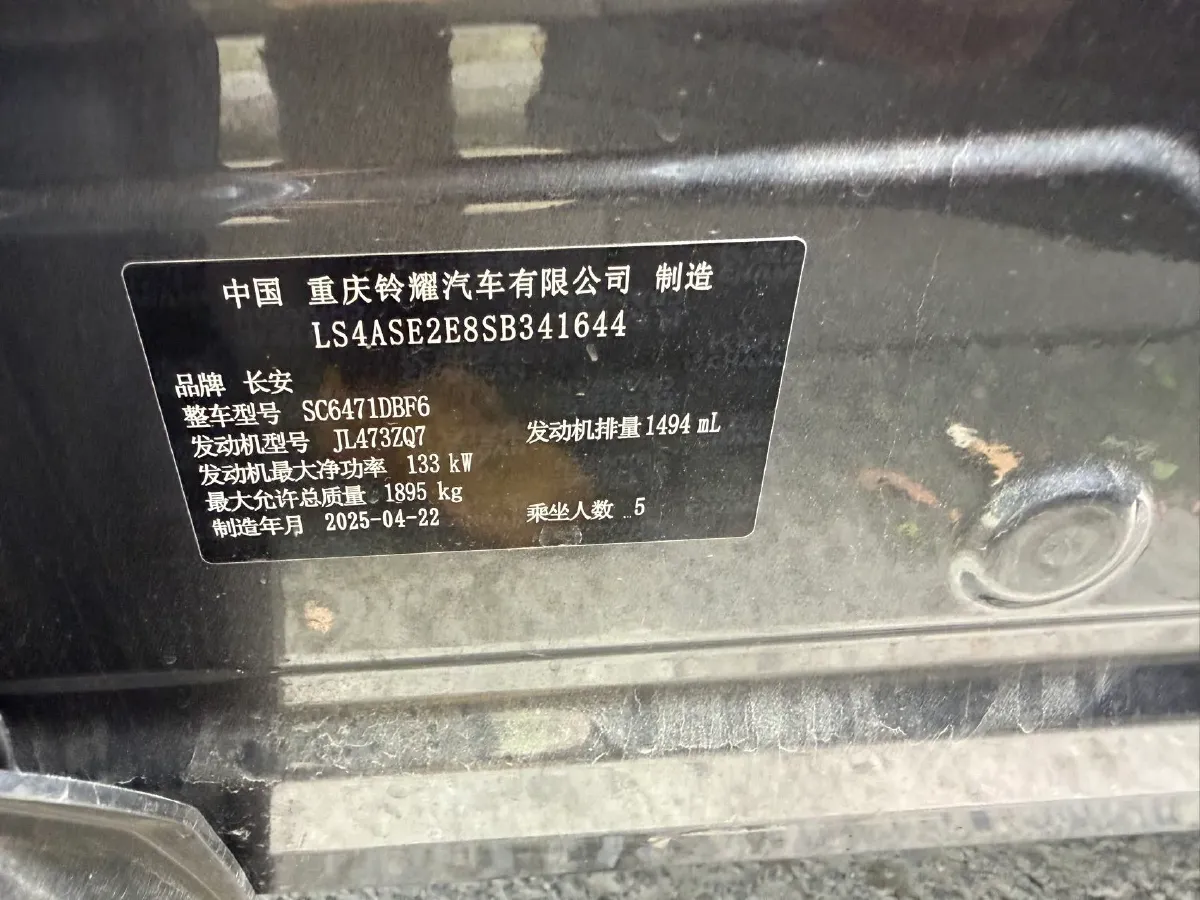 中国 重庆铃耀汽车有限公司 制造
LS4ASE2E8SB341644
品牌 长安
整车型号 SC6471DBF6
发动机型号 JL473ZQ7 发动机排量 1494 mL
发动机最大净功率 133 kW
最大允许总质量 1895 kg
制造年月 2025-04-22 乘坐人数 5